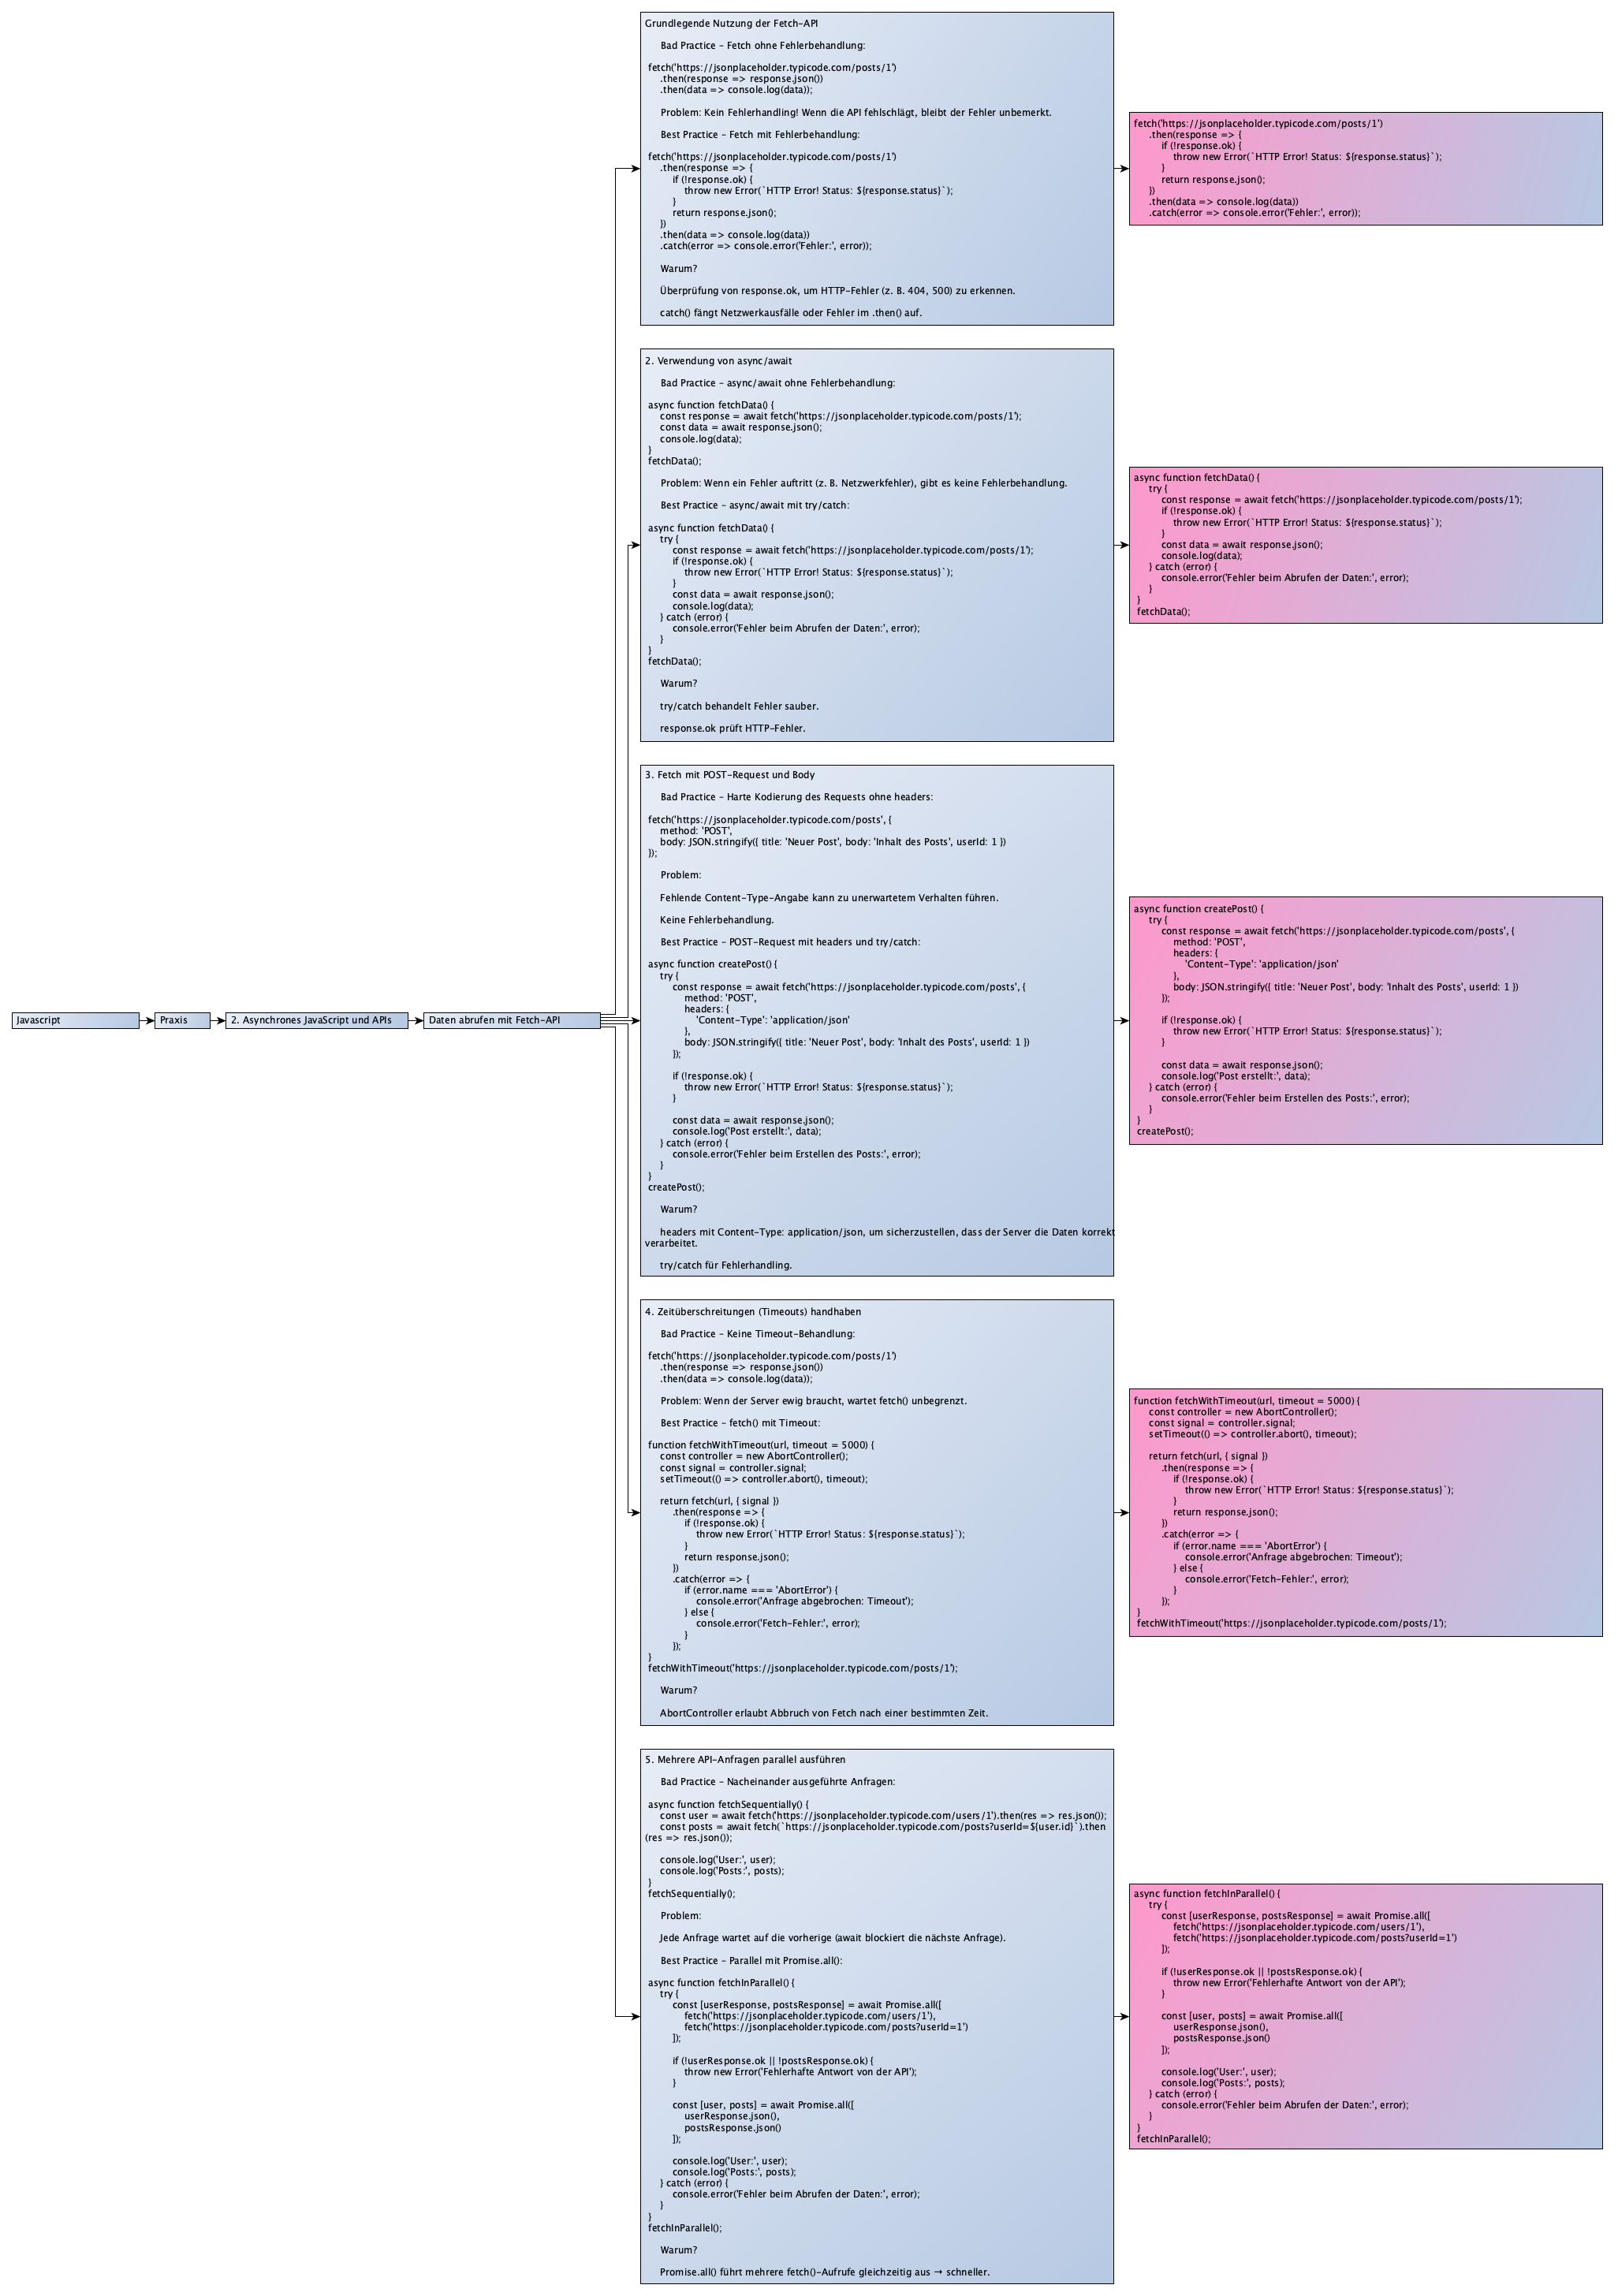 Javascript
Praxis
2. Asynchrones JavaScript und APIs
Daten abrufen mit Fetch-API
Grundlegende Nutzung der Fetch-API
Bad Practice – Fetch ohne Fehlerbehandlung:
fetch('https://jsonplaceholder.typicode.com/posts/1')
.then(response => response.json())
.then(data => console.log(data));
Problem: Kein Fehlerhandling! Wenn die API fehlschlägt, bleibt der Fehler unbemerkt.
Best Practice – Fetch mit Fehlerbehandlung:
fetch('https://jsonplaceholder.typicode.com/posts/1')
.then(response => {
if (!response.ok) {
throw new Error(`HTTP Error! Status: ${response.status}`);
}
return response.json();
})
.then(data => console.log(data))
.catch(error => console.error('Fehler:', error));
Warum?
Überprüfung von response.ok, um HTTP-Fehler (z. B. 404, 500) zu erkennen.
catch() fängt Netzwerkausfälle oder Fehler im .then() auf.
fetch('https://jsonplaceholder.typicode.com/posts/1')
.then(response => {
if (!response.ok) {
throw new Error(`HTTP Error! Status: ${response.status}`);
}
return response.json();
})
.then(data => console.log(data))
.catch(error => console.error('Fehler:', error));
2. Verwendung von async/await
Bad Practice – async/await ohne Fehlerbehandlung:
async function fetchData() {
const response = await fetch('https://jsonplaceholder.typicode.com/posts/1');
const data = await response.json();
console.log(data);
}
fetchData();
Problem: Wenn ein Fehler auftritt (z. B. Netzwerkfehler), gibt es keine Fehlerbehandlung.
Best Practice – async/await mit try/catch:
async function fetchData() {
try {
const response = await fetch('https://jsonplaceholder.typicode.com/posts/1');
if (!response.ok) {
throw new Error(`HTTP Error! Status: ${response.status}`);
}
const data = await response.json();
console.log(data);
} catch (error) {
console.error('Fehler beim Abrufen der Daten:', error);
}
}
fetchData();
Warum?
try/catch behandelt Fehler sauber.
response.ok prüft HTTP-Fehler.
async function fetchData() {
try {
const response = await fetch('https://jsonplaceholder.typicode.com/posts/1');
if (!response.ok) {
throw new Error(`HTTP Error! Status: ${response.status}`);
}
const data = await response.json();
console.log(data);
} catch (error) {
console.error('Fehler beim Abrufen der Daten:', error);
}
}
fetchData();
3. Fetch mit POST-Request und Body
Bad Practice – Harte Kodierung des Requests ohne headers:
fetch('https://jsonplaceholder.typicode.com/posts', {
method: 'POST',
body: JSON.stringify({ title: 'Neuer Post', body: 'Inhalt des Posts', userId: 1 })
});
Problem:
Fehlende Content-Type-Angabe kann zu unerwartetem Verhalten führen.
Keine Fehlerbehandlung.
Best Practice – POST-Request mit headers und try/catch:
async function createPost() {
try {
const response = await fetch('https://jsonplaceholder.typicode.com/posts', {
method: 'POST',
headers: {
'Content-Type': 'application/json'
},
body: JSON.stringify({ title: 'Neuer Post', body: 'Inhalt des Posts', userId: 1 })
});
if (!response.ok) {
throw new Error(`HTTP Error! Status: ${response.status}`);
}
const data = await response.json();
console.log('Post erstellt:', data);
} catch (error) {
console.error('Fehler beim Erstellen des Posts:', error);
}
}
createPost();
Warum?
headers mit Content-Type: application/json, um sicherzustellen, dass der Server die Daten korrekt
verarbeitet.
try/catch für Fehlerhandling.
async function createPost() {
try {
const response = await fetch('https://jsonplaceholder.typicode.com/posts', {
method: 'POST',
headers: {
'Content-Type': 'application/json'
},
body: JSON.stringify({ title: 'Neuer Post', body: 'Inhalt des Posts', userId: 1 })
});
if (!response.ok) {
throw new Error(`HTTP Error! Status: ${response.status}`);
}
const data = await response.json();
console.log('Post erstellt:', data);
} catch (error) {
console.error('Fehler beim Erstellen des Posts:', error);
}
}
createPost();
4. Zeitüberschreitungen (Timeouts) handhaben
Bad Practice – Keine Timeout-Behandlung:
fetch('https://jsonplaceholder.typicode.com/posts/1')
.then(response => response.json())
.then(data => console.log(data));
Problem: Wenn der Server ewig braucht, wartet fetch() unbegrenzt.
Best Practice – fetch() mit Timeout:
function fetchWithTimeout(url, timeout = 5000) {
const controller = new AbortController();
const signal = controller.signal;
setTimeout(() => controller.abort(), timeout);
return fetch(url, { signal })
.then(response => {
if (!response.ok) {
throw new Error(`HTTP Error! Status: ${response.status}`);
}
return response.json();
})
.catch(error => {
if (error.name === 'AbortError') {
console.error('Anfrage abgebrochen: Timeout');
} else {
console.error('Fetch-Fehler:', error);
}
});
}
fetchWithTimeout('https://jsonplaceholder.typicode.com/posts/1');
Warum?
AbortController erlaubt Abbruch von Fetch nach einer bestimmten Zeit.
function fetchWithTimeout(url, timeout = 5000) {
const controller = new AbortController();
const signal = controller.signal;
setTimeout(() => controller.abort(), timeout);
return fetch(url, { signal })
.then(response => {
if (!response.ok) {
throw new Error(`HTTP Error! Status: ${response.status}`);
}
return response.json();
})
.catch(error => {
if (error.name === 'AbortError') {
console.error('Anfrage abgebrochen: Timeout');
} else {
console.error('Fetch-Fehler:', error);
}
});
}
fetchWithTimeout('https://jsonplaceholder.typicode.com/posts/1');
5. Mehrere API-Anfragen parallel ausführen
Bad Practice – Nacheinander ausgeführte Anfragen:
async function fetchSequentially() {
const user = await fetch('https://jsonplaceholder.typicode.com/users/1').then(res => res.json());
const posts = await fetch(`https://jsonplaceholder.typicode.com/posts?userId=${user.id}`).then
(res => res.json());
console.log('User:', user);
console.log('Posts:', posts);
}
fetchSequentially();
Problem:
Jede Anfrage wartet auf die vorherige (await blockiert die nächste Anfrage).
Best Practice – Parallel mit Promise.all():
async function fetchInParallel() {
try {
const [userResponse, postsResponse] = await Promise.all([
fetch('https://jsonplaceholder.typicode.com/users/1'),
fetch('https://jsonplaceholder.typicode.com/posts?userId=1')
]);
if (!userResponse.ok || !postsResponse.ok) {
throw new Error('Fehlerhafte Antwort von der API');
}
const [user, posts] = await Promise.all([
userResponse.json(),
postsResponse.json()
]);
console.log('User:', user);
console.log('Posts:', posts);
} catch (error) {
console.error('Fehler beim Abrufen der Daten:', error);
}
}
fetchInParallel();
Warum?
Promise.all() führt mehrere fetch()-Aufrufe gleichzeitig aus → schneller.
async function fetchInParallel() {
try {
const [userResponse, postsResponse] = await Promise.all([
fetch('https://jsonplaceholder.typicode.com/users/1'),
fetch('https://jsonplaceholder.typicode.com/posts?userId=1')
]);
if (!userResponse.ok || !postsResponse.ok) {
throw new Error('Fehlerhafte Antwort von der API');
}
const [user, posts] = await Promise.all([
userResponse.json(),
postsResponse.json()
]);
console.log('User:', user);
console.log('Posts:', posts);
} catch (error) {
console.error('Fehler beim Abrufen der Daten:', error);
}
}
fetchInParallel();